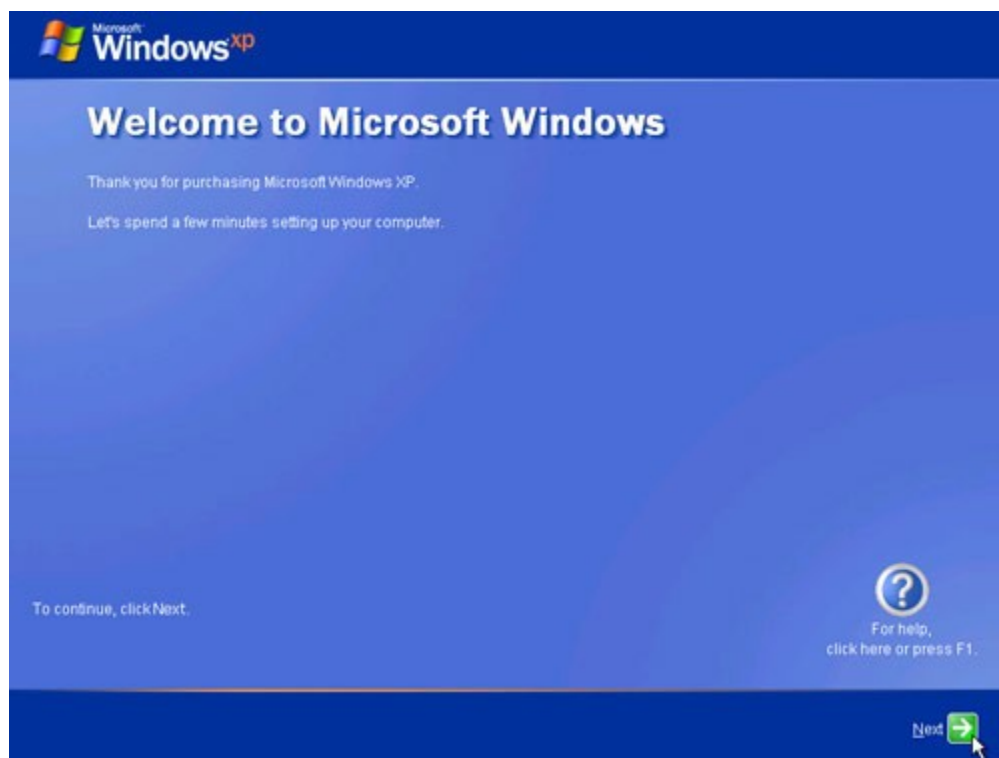 Microsoft
Windows xp
Welcome to Microsoft Windows
Thank you for purchasing Microsoft Windows XP.
Let's spend a few minutes setting up your computer.
To continue, click Next.
?
For help,
click here or press F1.
Next